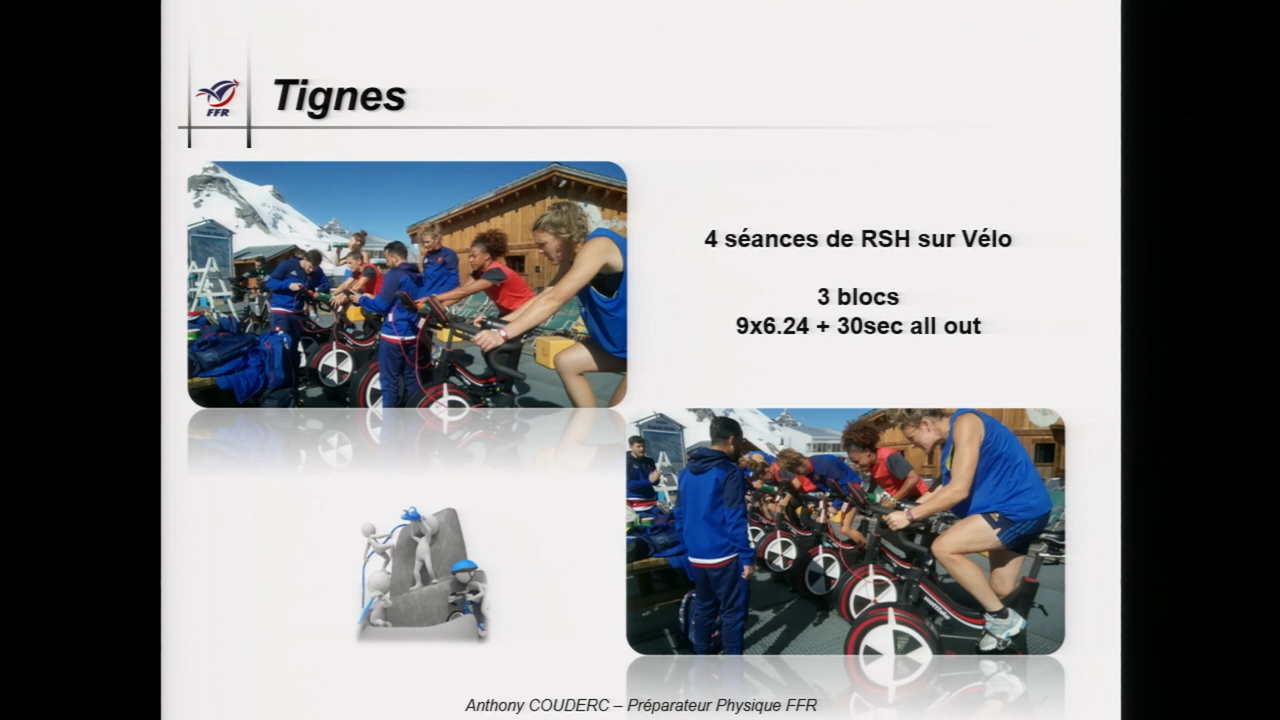 FFR
Tignes
4 séances de RSH sur Vélo
3 blocs
9x6.24 + 30sec all out
Anthony COUDERC – Préparateur Physique FFR